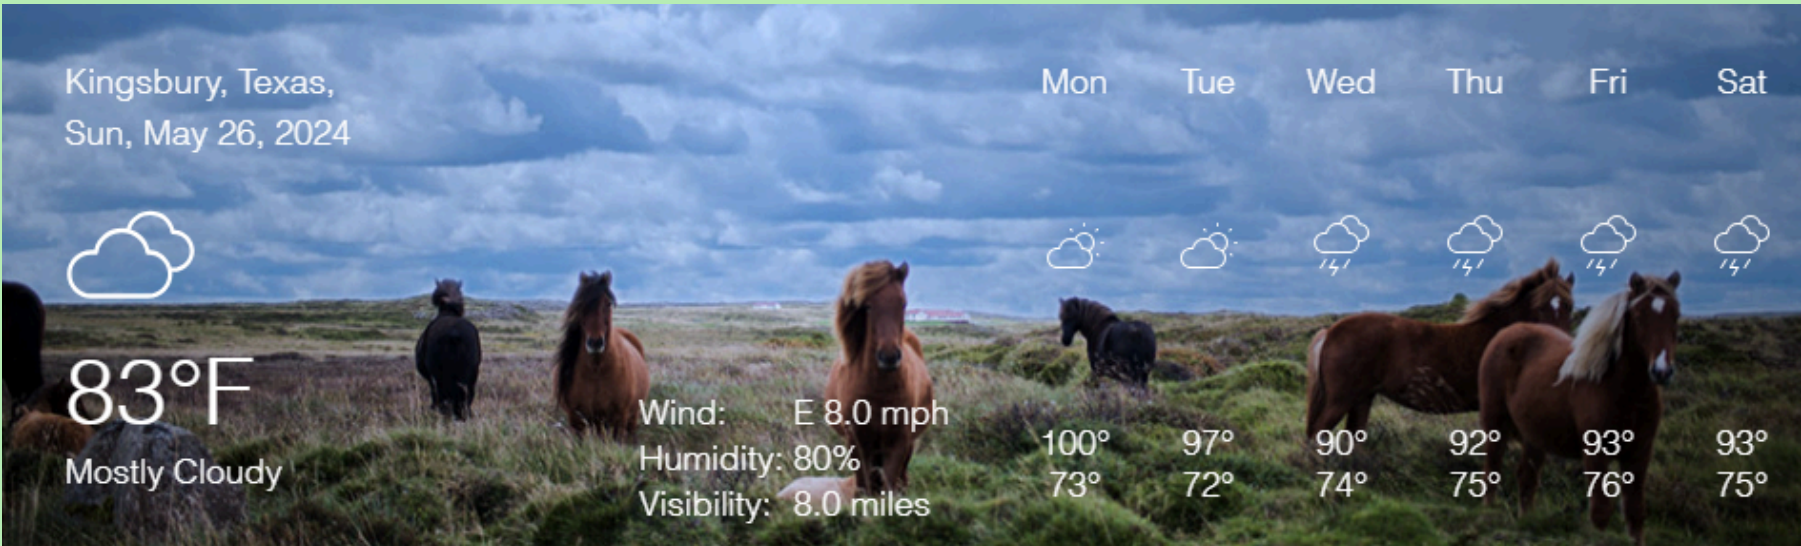 Kingsbury, Texas,
Sun, May 26, 2024
83°F
Mostly Cloudy
Wind: E 8.0 mph
Humidity: 80%
Visibility: 8.0 miles
Mon Tue Wed Thu Fri Sat
100° 97° 90° 92° 93° 93°
73° 72° 74° 75° 76° 75°